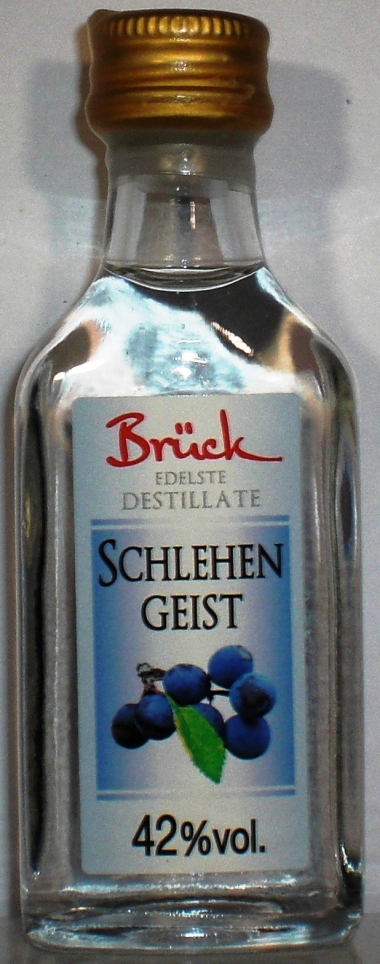 Brück
EDELSTE
DESTILLATE
SCHLEHEN
GEIST
42%vol.